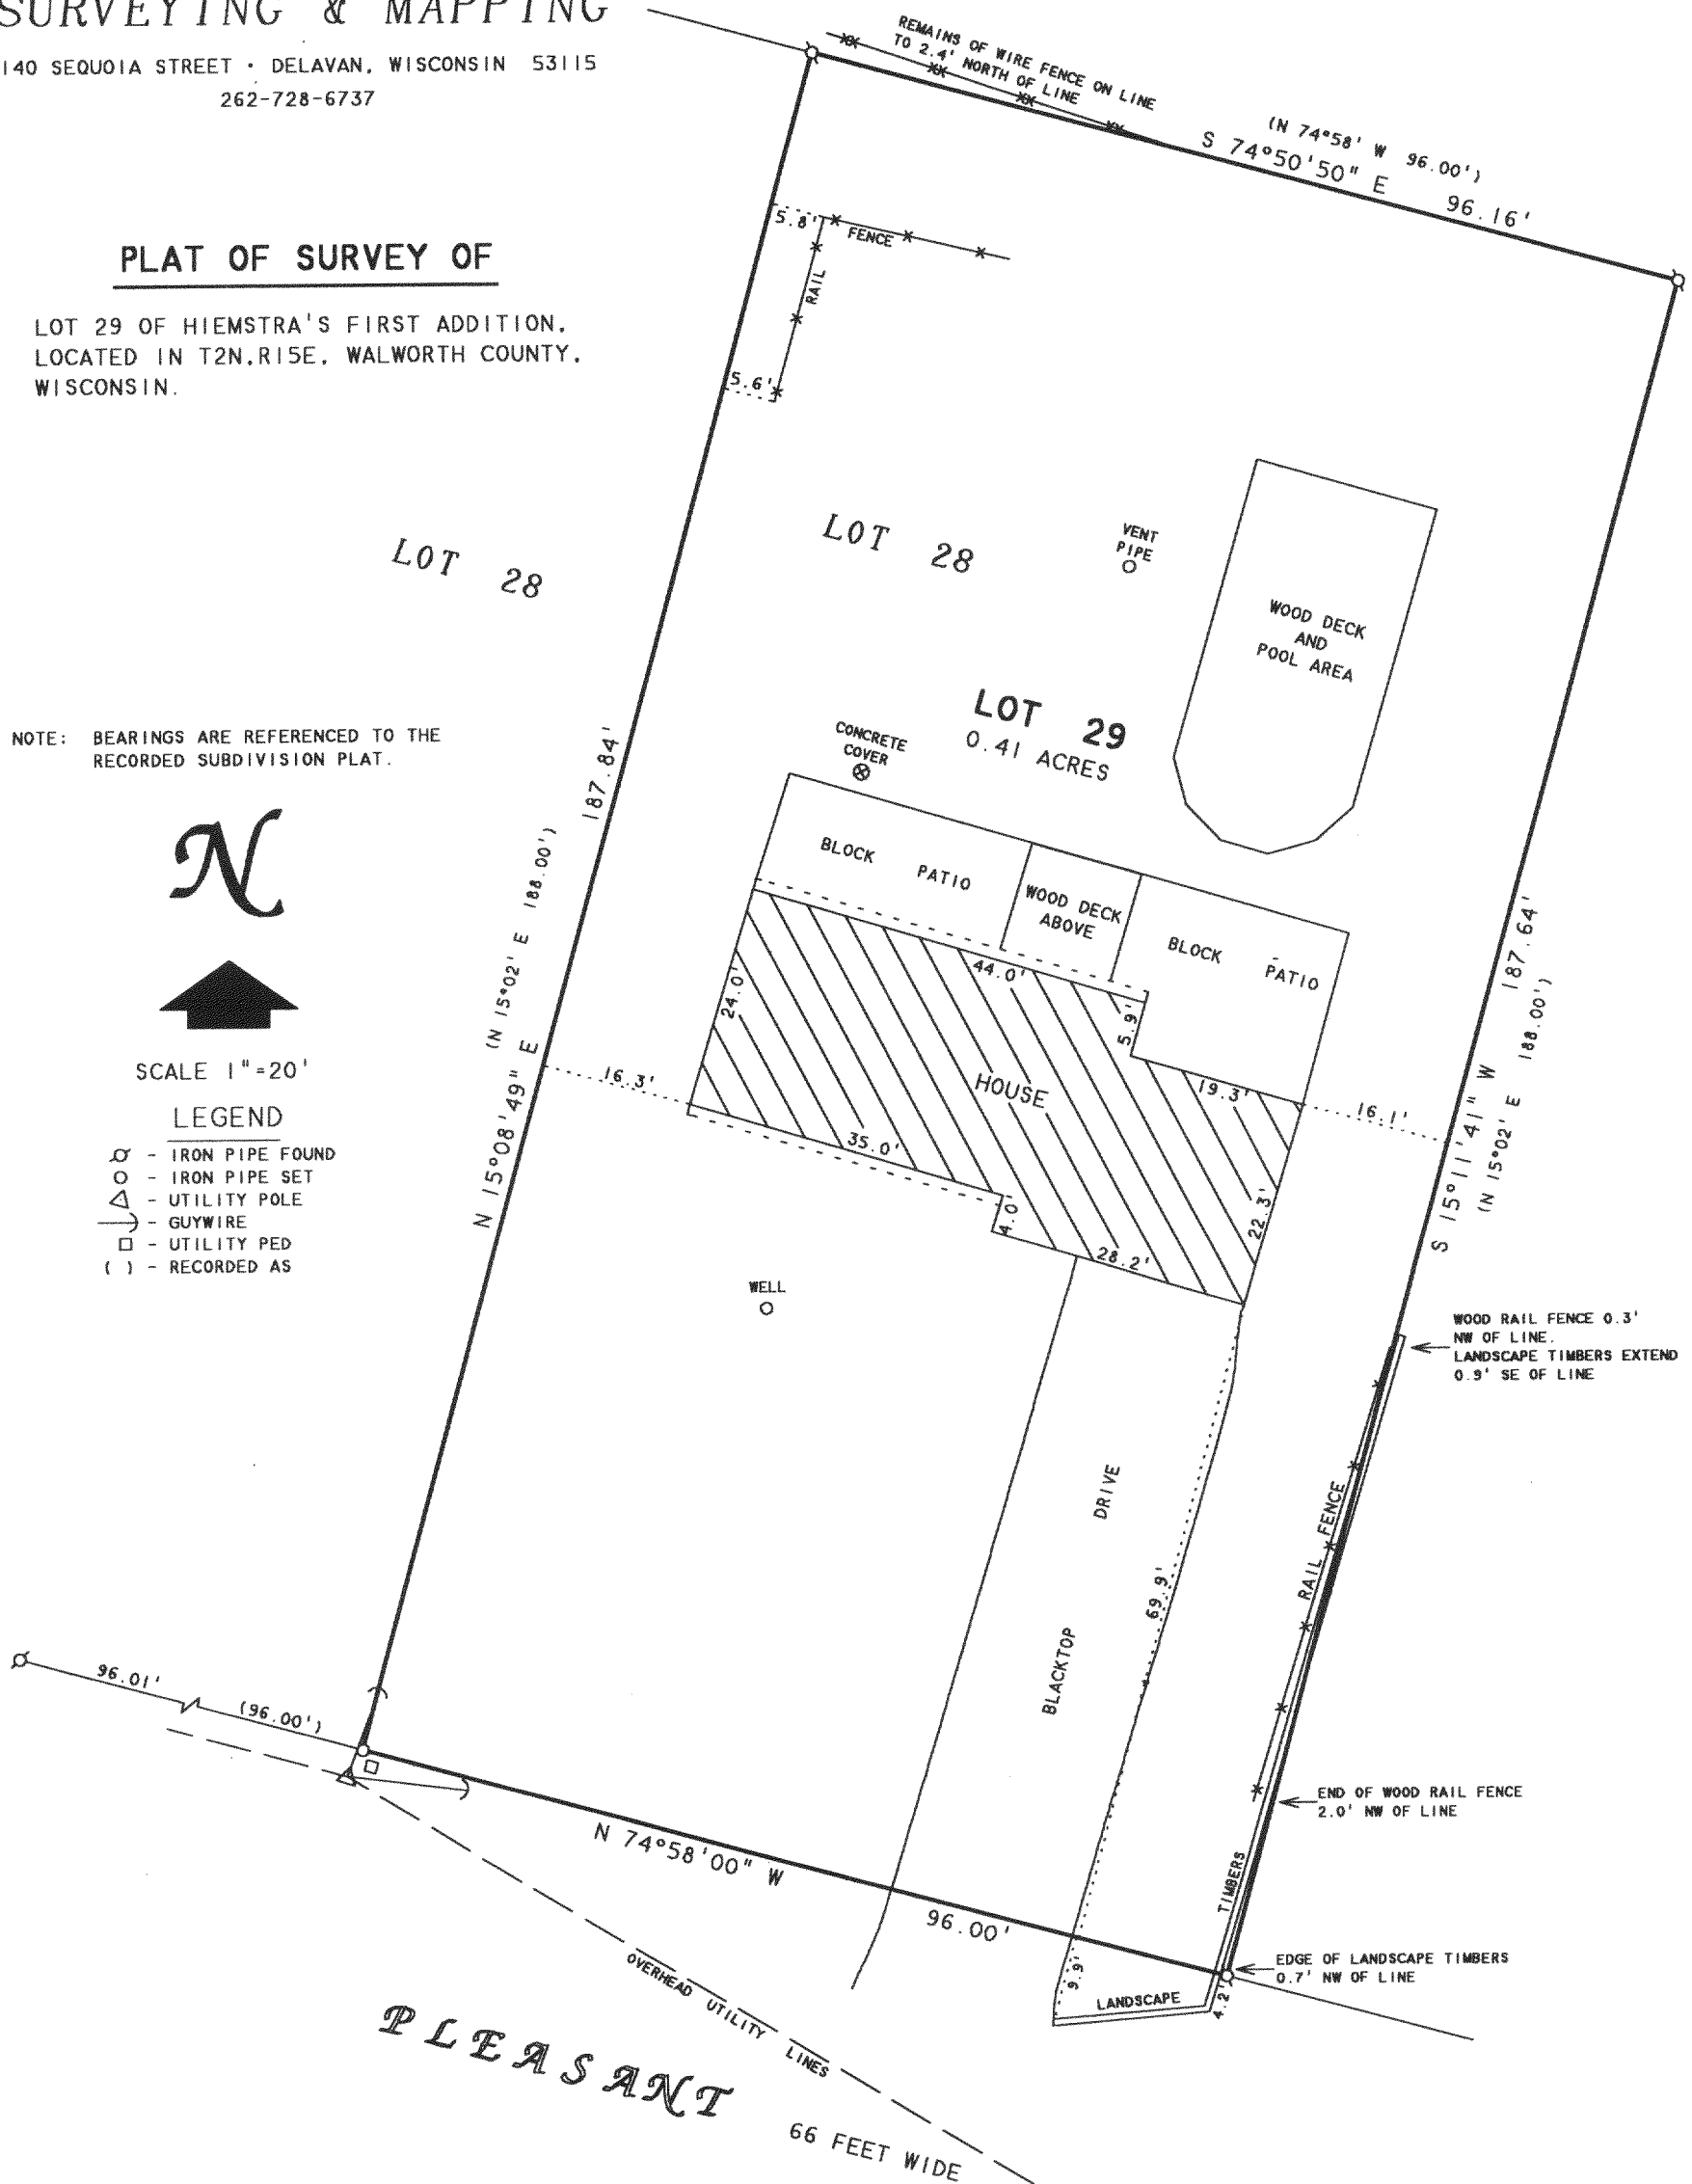 SURVEYING & MAPPING
140 SEQUOIA STREET · DELAVAN, WISCONSIN 53115
262-728-6737
PLAT OF SURVEY OF
LOT 29 OF HIEMSTRA'S FIRST ADDITION,
LOCATED IN T2N,R15E, WALWORTH COUNTY,
WISCONSIN.
REMAINS OF WIRE FENCE ON LINE
TO 2.4' NORTH OF LINE
(N 74°58' W 96.00')
S 74°50'50" E 96.16'
5.8'
FENCE
RAIL
5.6'
LOT 28
LOT 28
VENT
PIPE
WOOD DECK
AND
POOL AREA
LOT 29
0.41 ACRES
CONCRETE
COVER
NOTE: BEARINGS ARE REFERENCED TO THE
RECORDED SUBDIVISION PLAT.
N
SCALE 1"=20'
LEGEND
- IRON PIPE FOUND
- IRON PIPE SET
- UTILITY POLE
- GUYWIRE
- UTILITY PED
( ) - RECORDED AS
N 15°08'49" E 187.84'
(N 15°02' E 188.00')
BLOCK PATIO
WOOD DECK
ABOVE
BLOCK PATIO
44.0'
24.0'
5.9'
HOUSE
19.3'
16.3'
16.1'
35.0'
4.0'
22.3'
28.2'
S 15°11'41" W 187.64'
(N 15°02' E 188.00')
WELL
WOOD RAIL FENCE 0.3'
NW OF LINE.
LANDSCAPE TIMBERS EXTEND
0.9' SE OF LINE
DRIVE
BLACKTOP
69.9'
RAIL FENCE
96.01'
(96.00')
END OF WOOD RAIL FENCE
2.0' NW OF LINE
TIMBERS
N 74°58'00" W 96.00'
9.9'
LANDSCAPE
4.2'
EDGE OF LANDSCAPE TIMBERS
0.7' NW OF LINE
OVERHEAD UTILITY LINES
PLEASANT
66 FEET WIDE